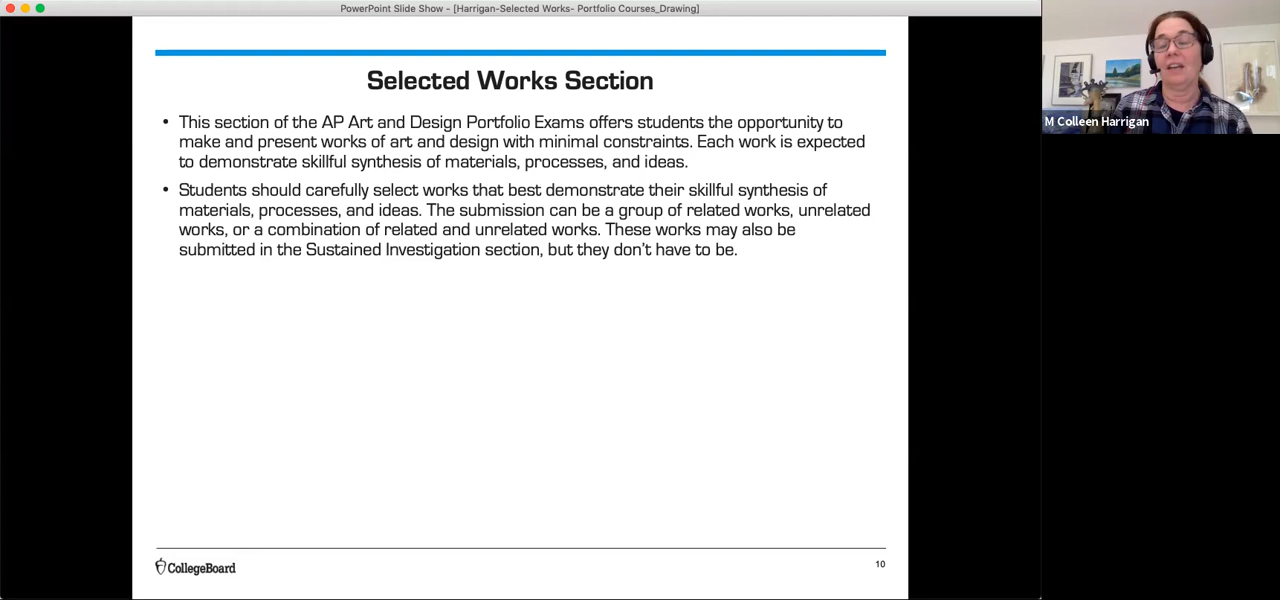 PowerPoint Slide Show - [Harrigan-Selected Works- Portfolio Courses_Drawing]
Selected Works Section
• This section of the AP Art and Design Portfolio Exams offers students the opportunity to
make and present works of art and design with minimal constraints. Each work is expected
to demonstrate skillful synthesis of materials, processes, and ideas.
• Students should carefully select works that best demonstrate their skillful synthesis of
materials, processes, and ideas. The submission can be a group of related works, unrelated
works, or a combination of related and unrelated works. These works may also be
submitted in the Sustained Investigation section, but they don't have to be.
CollegeBoard
10
M Colleen Harrigan